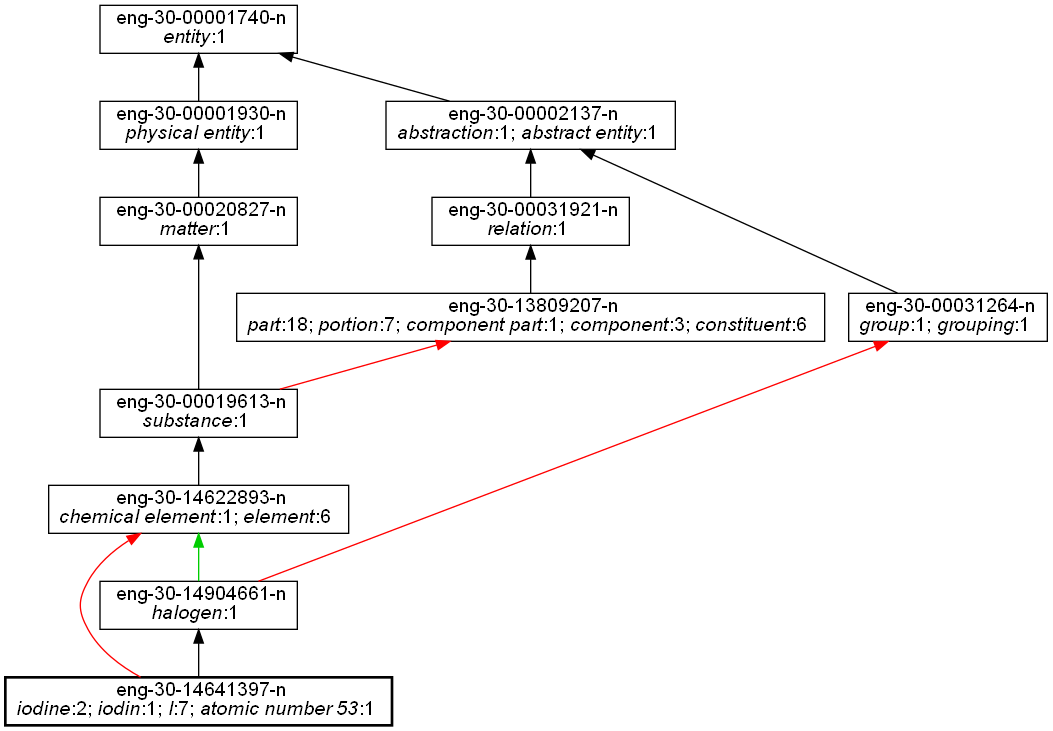 eng-30-00001740-n
entity:1
eng-30-00001930-n
physical entity:1
eng-30-00002137-n
abstraction:1; abstract entity:1
eng-30-00020827-n
matter:1
eng-30-00031921-n
relation:1
eng-30-13809207-n
part:18; portion:7; component part:1; component:3; constituent:6
eng-30-00031264-n
group:1; grouping:1
eng-30-00019613-n
substance:1
eng-30-14622893-n
chemical element:1; element:6
eng-30-14904661-n
halogen:1
eng-30-14641397-n
iodine:2; iodin:1; I:7; atomic number 53:1